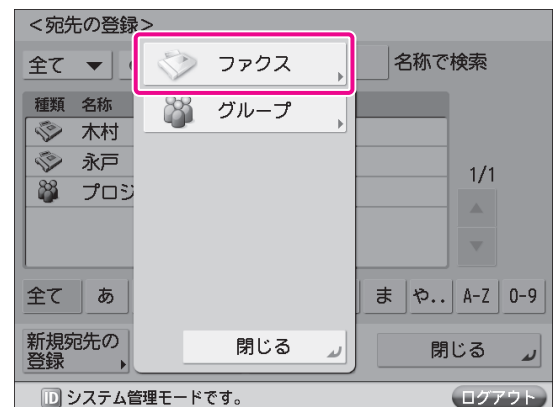 <宛先の登録>
全て
ファクス
名称で検索
種類 名称
グループ
木村
永戸
1/1
プロジ
全て あ ま や.. A-Z 0-9
新規宛先の
登録
閉じる
閉じる
ID システム管理モードです。
ログアウト